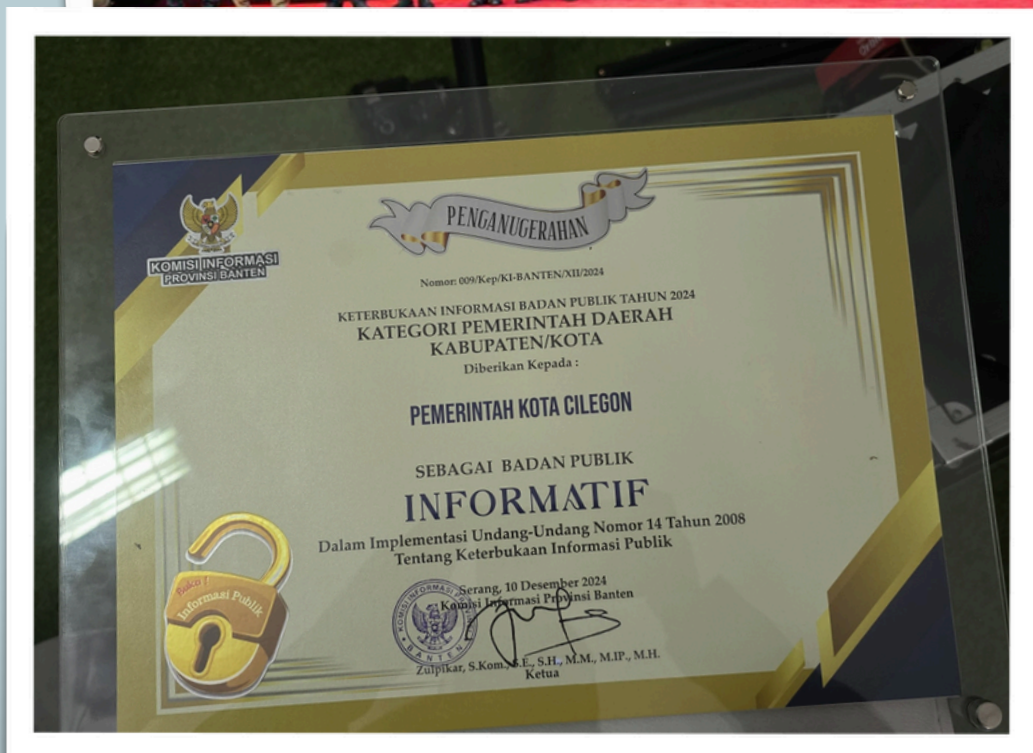 KOMISI INFORMASI
PROVINSI BANTEN
PENGANUGERAHAN
Nomor: 009/Kep/KI-BANTEN/XII/2024
KETERBUKAAN INFORMASI BADAN PUBLIK TAHUN 2024
KATEGORI PEMERINTAH DAERAH
KABUPATEN/KOTA
Diberikan Kepada :
PEMERINTAH KOTA CILEGON
SEBAGAI BADAN PUBLIK
INFORMATIF
Dalam Implementasi Undang-Undang Nomor 14 Tahun 2008
Tentang Keterbukaan Informasi Publik
Informasi Publik
Serang, 10 Desember 2024
Komisi Informasi Provinsi Banten
KOMISI INFORMASI
BANTEN
Zulpikar, S.Kom., S.E., S.H., M.M., M.IP., M.H.
Ketua